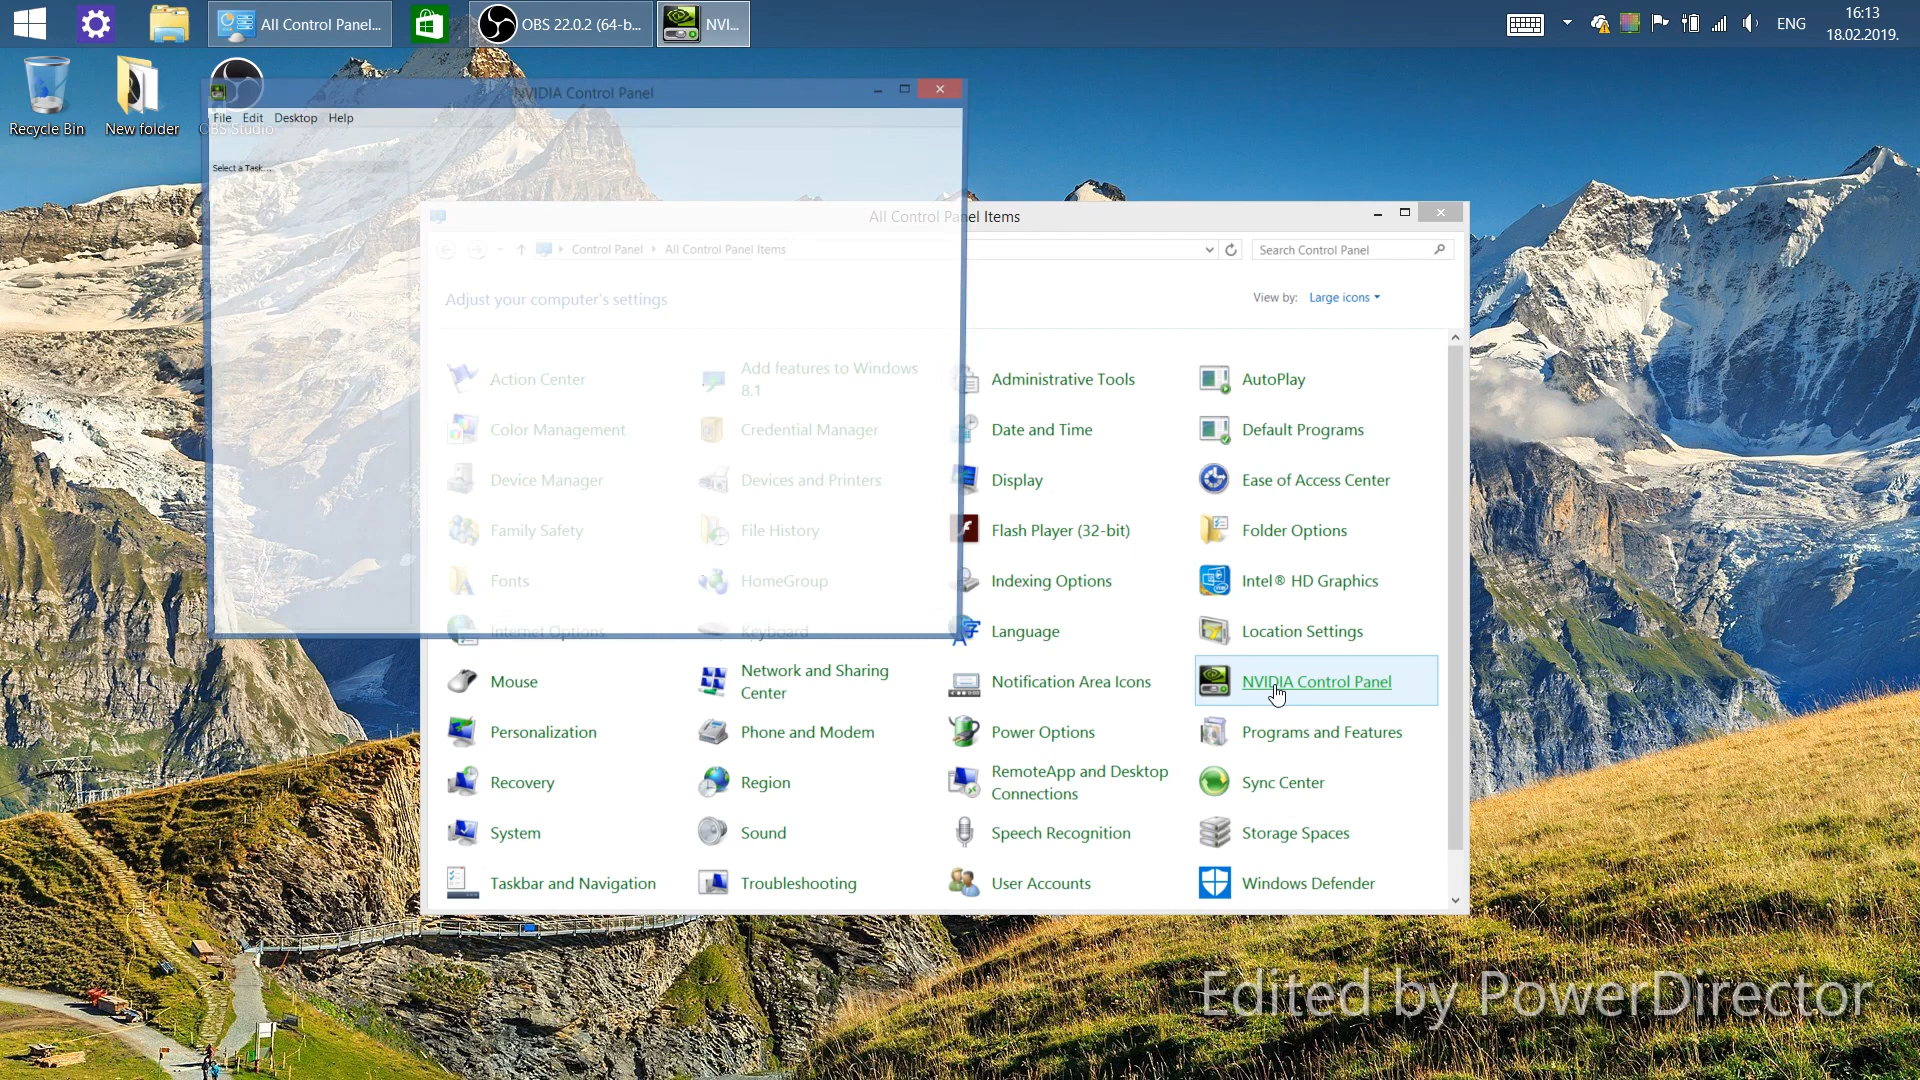 All Control Panel...
OBS 22.0.2 (64-b...
NVI...
ENG
16:13
18.02.2019.
Recycle Bin
New folder
OBS Studio
NVIDIA Control Panel
File Edit Desktop Help
Select a Task...
All Control Panel Items
Control Panel All Control Panel Items
Search Control Panel
Adjust your computer's settings
View by: Large icons
Action Center
Add features to Windows
8.1
Administrative Tools
AutoPlay
Color Management
Credential Manager
Date and Time
Default Programs
Device Manager
Devices and Printers
Display
Ease of Access Center
Family Safety
File History
Flash Player (32-bit)
Folder Options
Fonts
HomeGroup
Indexing Options
Intel® HD Graphics
Internet Options
Keyboard
Language
Location Settings
Mouse
Network and Sharing
Center
Notification Area Icons
NVIDIA Control Panel
Personalization
Phone and Modem
Power Options
Programs and Features
Recovery
Region
RemoteApp and Desktop
Connections
Sync Center
System
Sound
Speech Recognition
Storage Spaces
Taskbar and Navigation
Troubleshooting
User Accounts
Windows Defender
Edited by PowerDirector